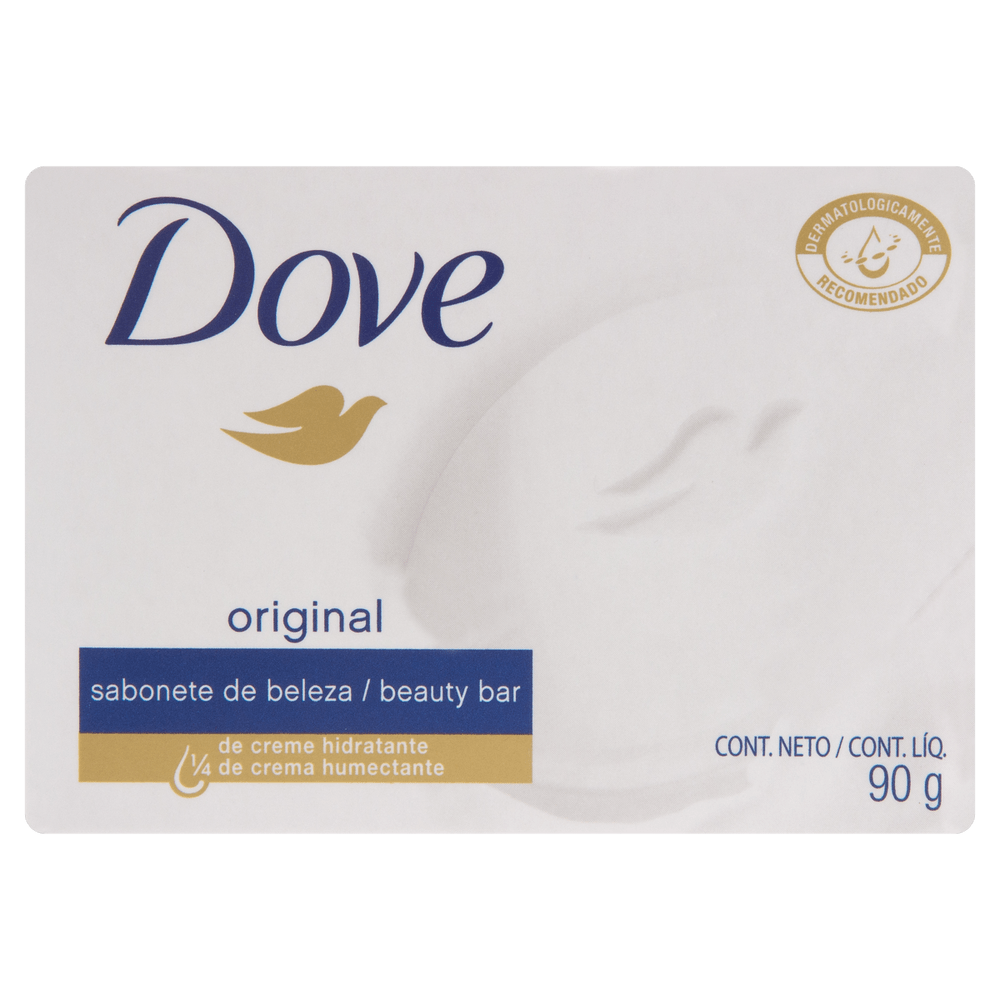 Dove
DERMATOLOGICAMENTE
RECOMENDADO
original
sabonete de beleza / beauty bar
1/4
de creme hidratante
de crema humectante
CONT. NETO / CONT. LÍQ.
90 g